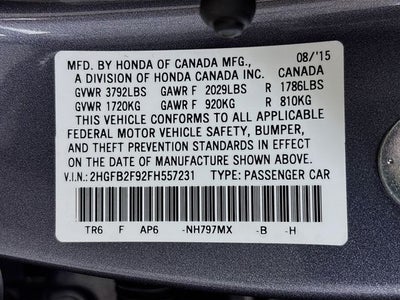 MFD. BY HONDA OF CANADA MFG., 08/'15
A DIVISION OF HONDA CANADA INC. CANADA
GVWR 3792LBS GAWR F 2029LBS R 1786LBS
GVWR 1720KG GAWR F 920KG R 810KG
THIS VEHICLE CONFORMS TO ALL APPLICABLE
FEDERAL MOTOR VEHICLE SAFETY, BUMPER,
AND THEFT PREVENTION STANDARDS IN EFFECT
ON THE DATE OF MANUFACTURE SHOWN ABOVE.
V.I.N.: 2HGFB2F92FH557231 TYPE: PASSENGER CAR
TR6 F AP6 -NH797MX -B -H